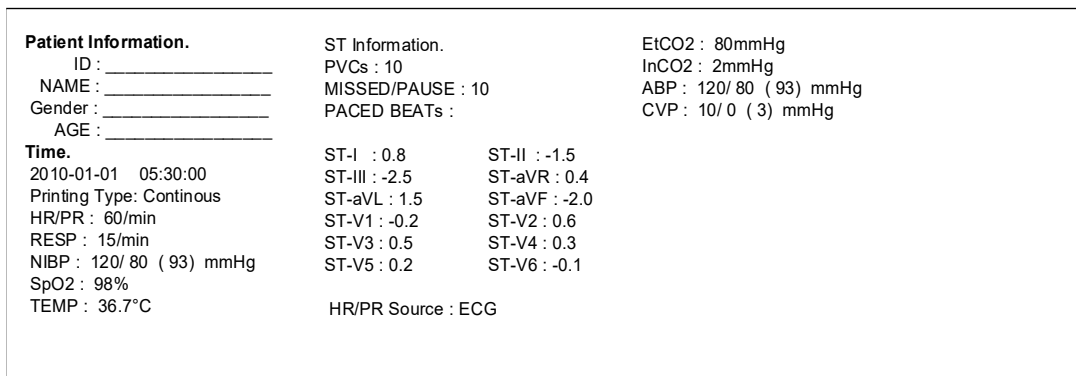 Patient Information.
ID : _________________
NAME : _________________
Gender : _________________
AGE : _________________
Time.
2010-01-01 05:30:00
Printing Type: Continous
HR/PR : 60/min
RESP : 15/min
NIBP : 120/ 80 ( 93) mmHg
SpO2 : 98%
TEMP : 36.7°C
ST Information.
PVCs : 10
MISSED/PAUSE : 10
PACED BEATs :
ST-I : 0.8 ST-II : -1.5
ST-III : -2.5 ST-aVR : 0.4
ST-aVL : 1.5 ST-aVF : -2.0
ST-V1 : -0.2 ST-V2 : 0.6
ST-V3 : 0.5 ST-V4 : 0.3
ST-V5 : 0.2 ST-V6 : -0.1
HR/PR Source : ECG
EtCO2 : 80mmHg
InCO2 : 2mmHg
ABP : 120/ 80 ( 93) mmHg
CVP : 10/ 0 ( 3) mmHg